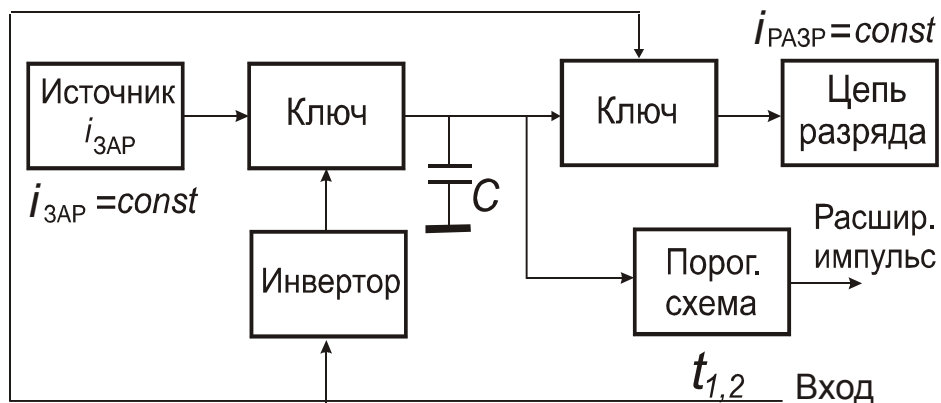 iРАЗР=const
Источник
iЗАР
Ключ
Ключ
Цепь
разряда
iЗАР =const
C
Инвертор
Порог.
схема
Расшир.
импульс
t1,2
Вход